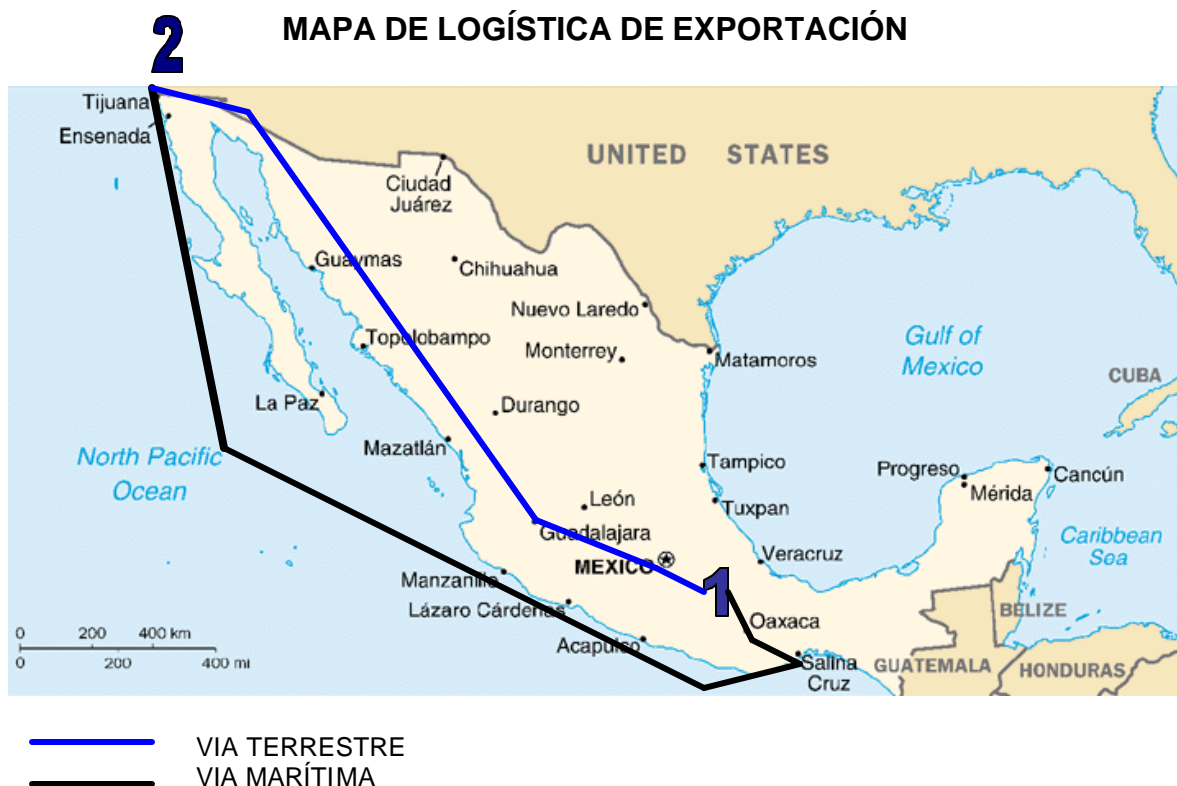 MAPA DE LOGÍSTICA DE EXPORTACIÓN
2
Tijuana
Ensenada
UNITED STATES
Ciudad
Juárez
Guaymas
Chihuahua
Nuevo Laredo
Topolobampo
Monterrey
Matamoros
Gulf of
Mexico
CUBA
La Paz
Durango
Mazatlán
North Pacific
Ocean
Tampico
Progreso
Cancún
Mérida
León
Tuxpan
Guadalajara
Caribbean
Sea
Veracruz
MEXICO
1
Manzanillo
Lázaro Cárdenas
BELIZE
Oaxaca
Acapulco
0 200 400 km
0 200 400 mi
Salina
Cruz
GUATEMALA
HONDURAS
VIA TERRESTRE
VIA MARÍTIMA